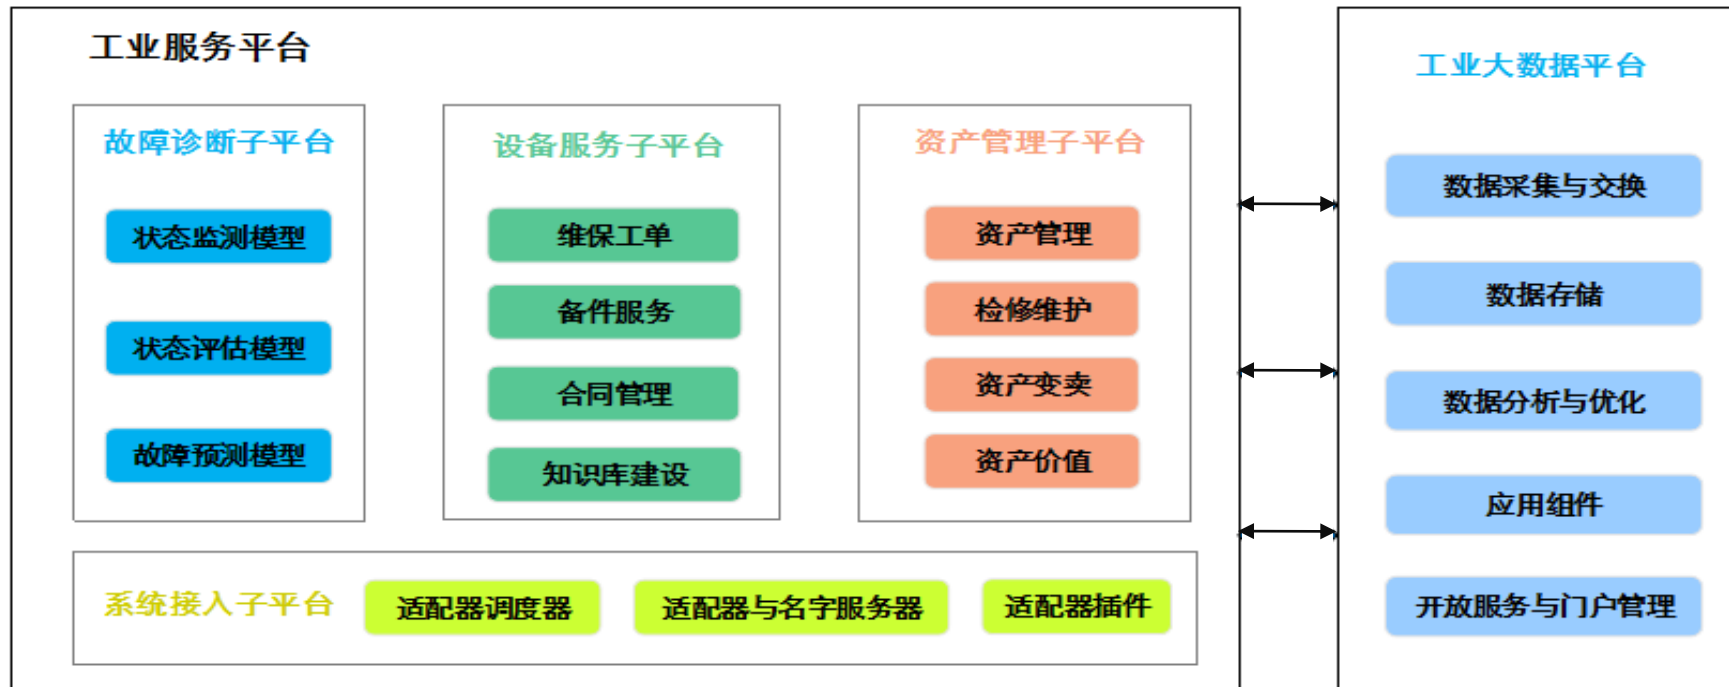 工业服务平台
故障诊断子平台
状态监测模型
状态评估模型
故障预测模型
设备服务子平台
维保工单
备件服务
合同管理
知识库建设
资产管理子平台
资产管理
检修维护
资产变卖
资产价值
系统接入子平台
适配器调度器
适配器与名字服务器
适配器插件
工业大数据平台
数据采集与交换
数据存储
数据分析与优化
应用组件
开放服务与门户管理